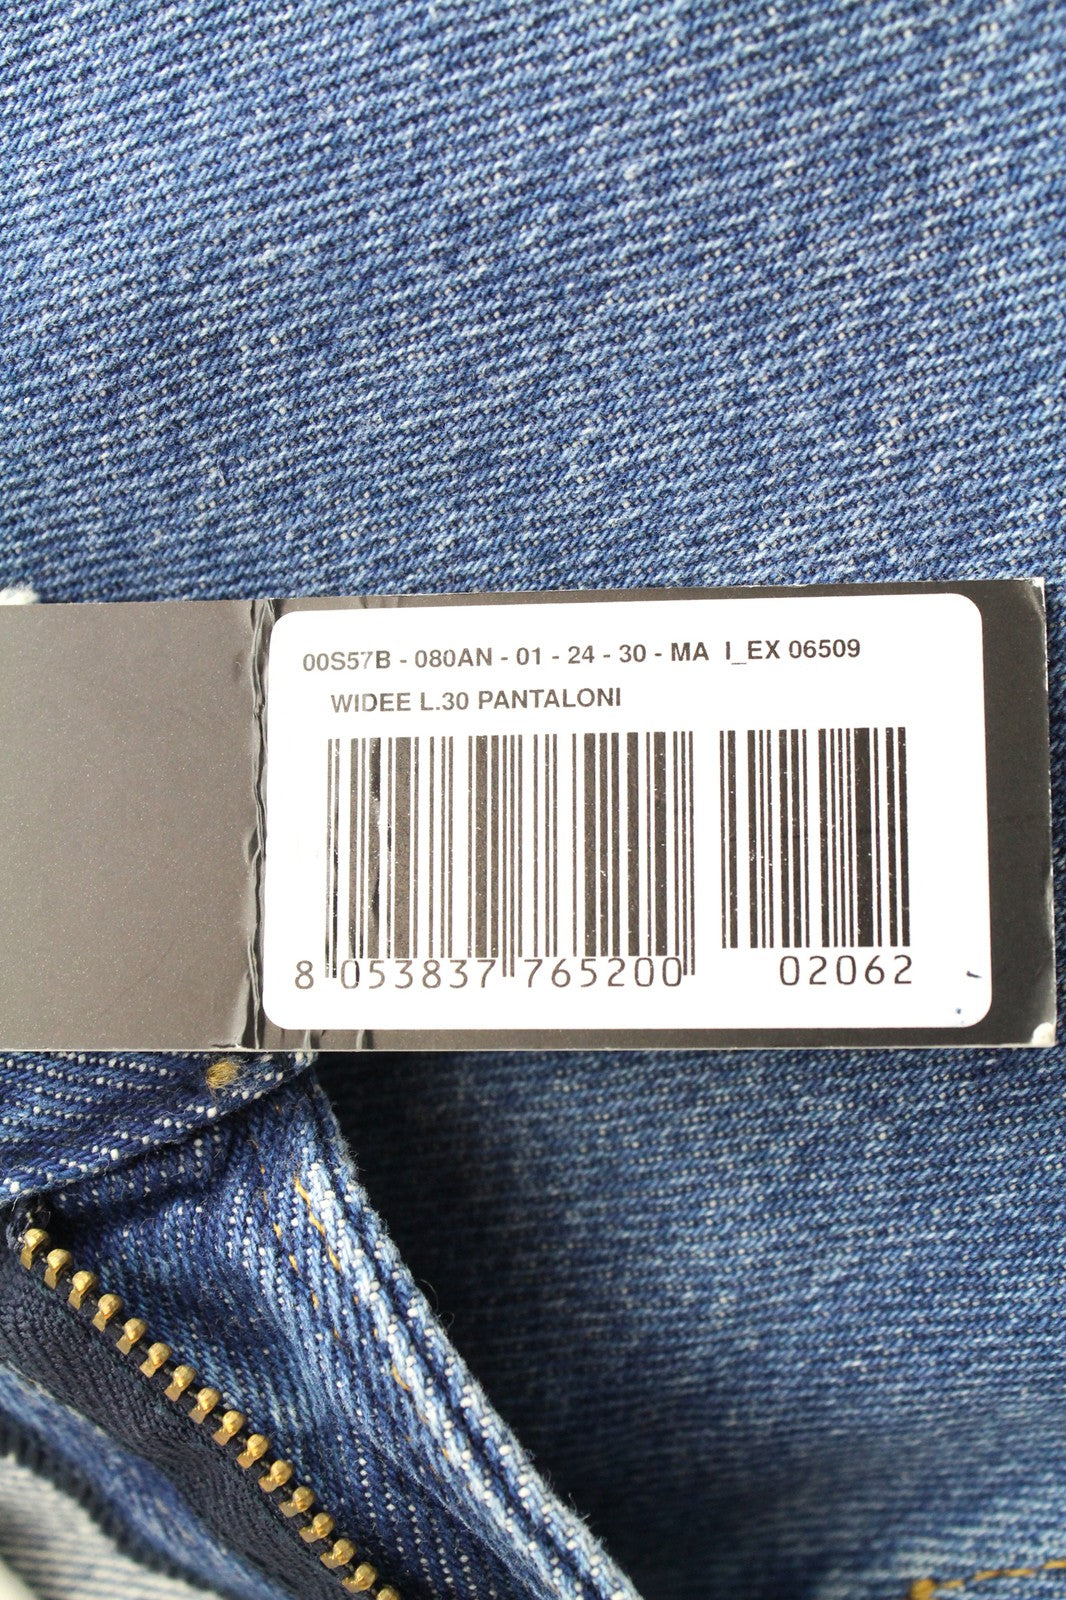 00S57B - 080AN - 01 - 24 - 30 - MA I_EX 06509
WIDEE L.30 PANTALONI
8 053837 765200 02062